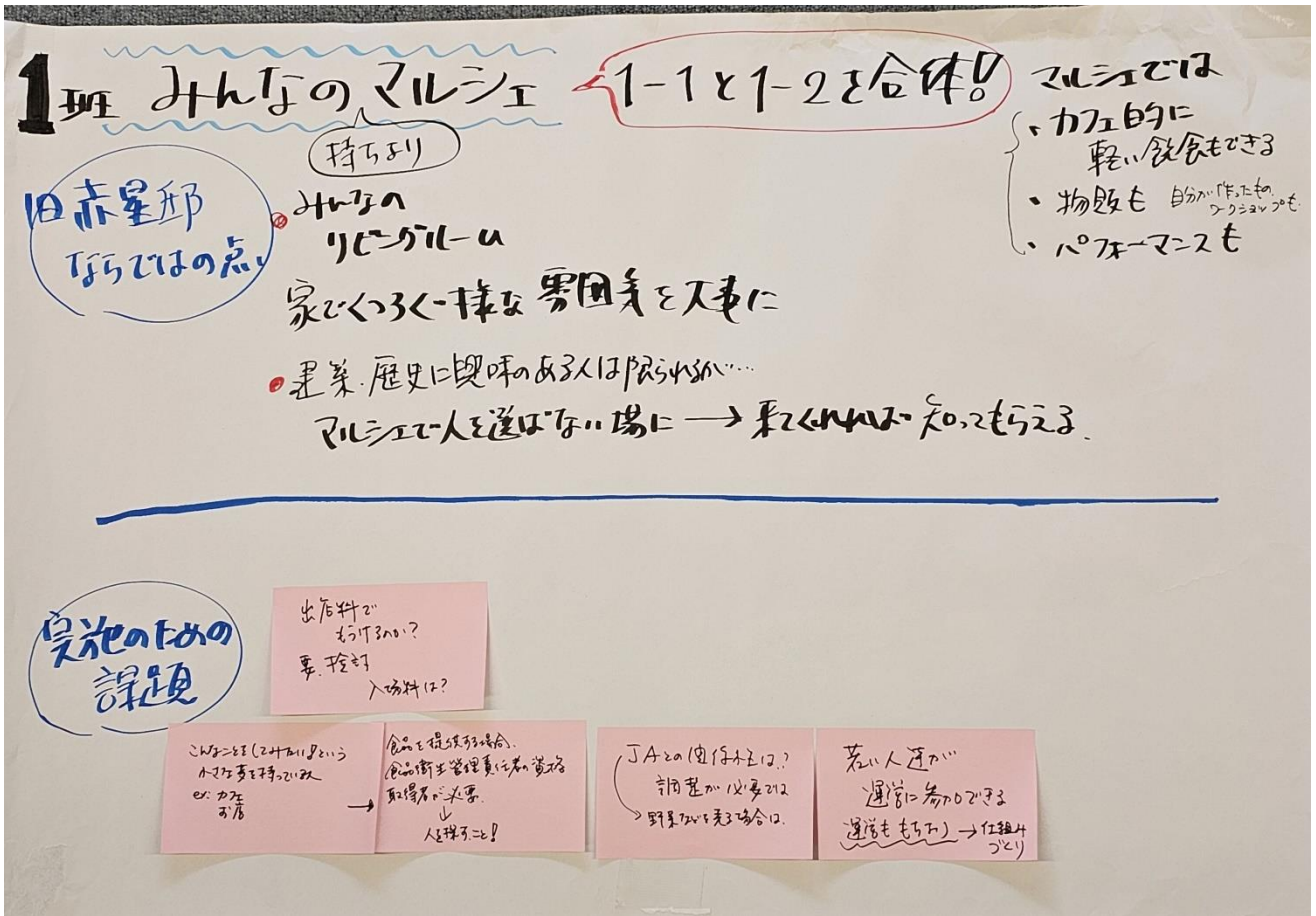 1班 みんなのマルシェ
持ちより
1-1と1-2を合体!
マルシェでは
・カフェ的に
軽い飲食もできる
・物販も 自分が作ったもの、
ワークショップも
・パフォーマンスも
旧赤星邸
ならではの点
みんなの
リビングルーム
家でくつろぐ様な雰囲気を大事に
建築・歴史に興味のある人は限られるが…
マルシェで人を選ばない場に→来てくれれば知ってもらえる。
実施のための
課題
出店料で
もうけるのか?
要、検討
入場料は?
こんなことをしてみたい!という
小さな夢を持っている人
ex: カフェ
お店
→
食品を提供する場合、
食品衛生管理責任者の資格
取得者が必要。
↓
人を探すこと!
JAとの関係性は?
調整が必要では
野菜などを売る場合は、
若い人達が
運営に参加できる
運営ももちより→仕組み
づくり